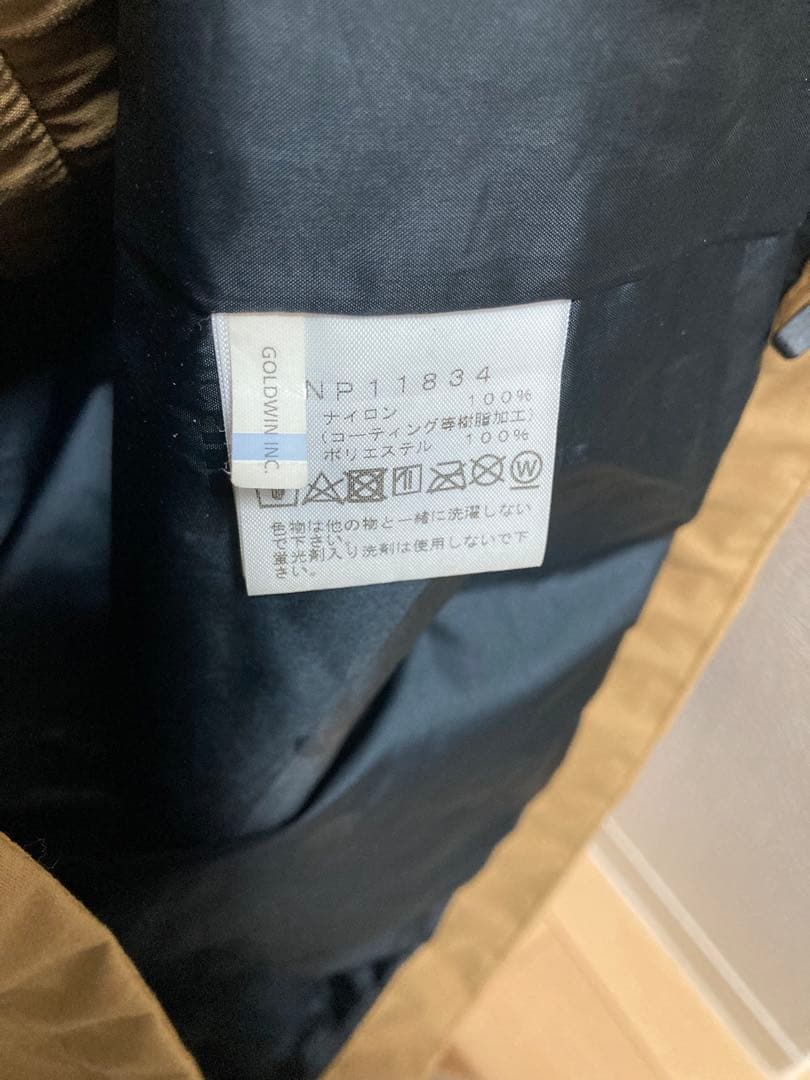 GOLDWIN INC.
NP11834
ナイロン 100%
(コーティング等樹脂加工)
ポリエステル 100%
W
色物は他の物と一緒に洗濯しない
で下さい。
蛍光剤入り洗剤は使用しないで下
さい。